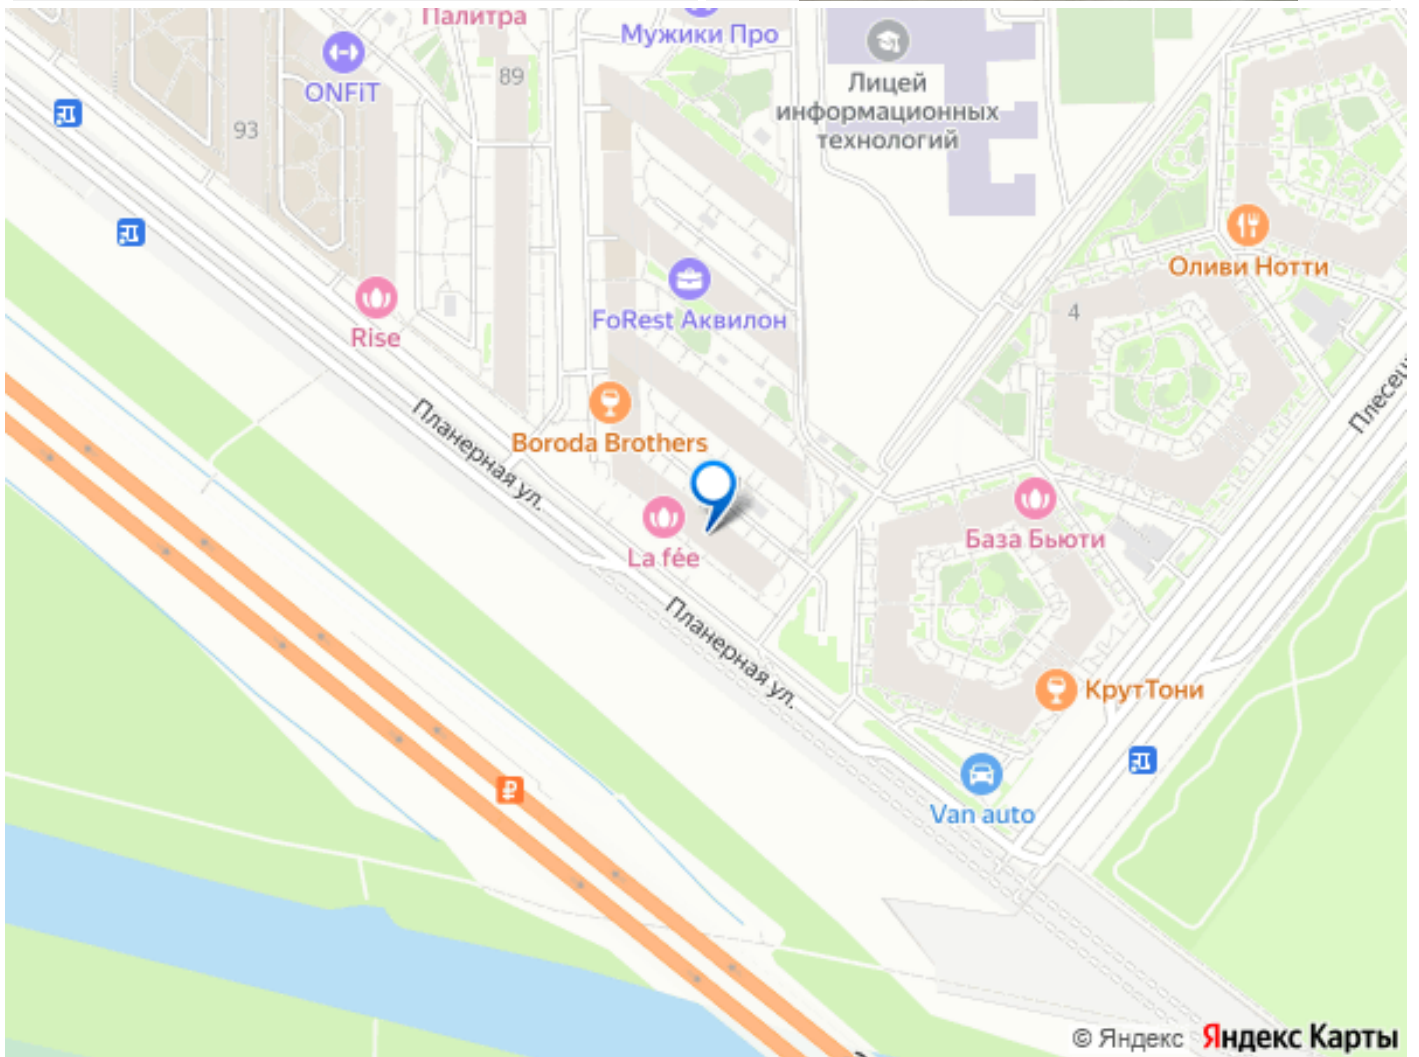 Палитра
Мужики Про
ONFiT
89
Лицей
информационных
технологий
93
Оливи Нотти
FoRest Аквилон
4
Rise
Планерная ул.
Boroda Brothers
La fée
База Бьюти
Планерная ул.
КрутТони
Van auto
© Яндекс Яндекс Карты